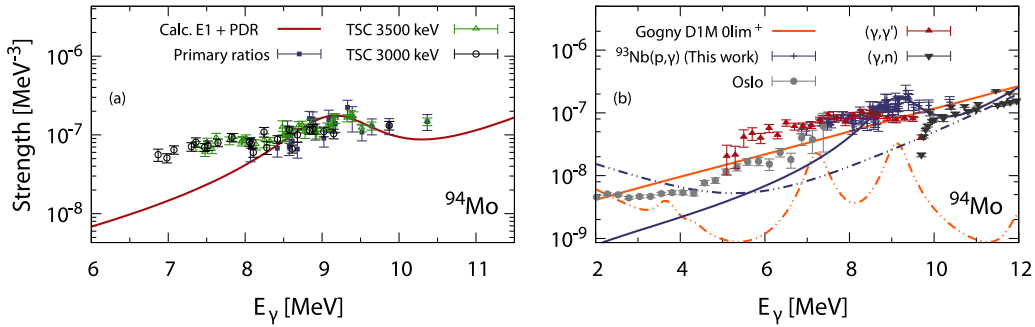 Calc. E1 + PDR
Primary ratios
TSC 3500 keV
TSC 3000 keV
(a)
94Mo
Strength [MeV-3]
10-6
10-7
10-8
6 7 8 9 10 11
Eγ [MeV]
Gogny D1M 0lim+
93Nb(p,γ) (This work)
Oslo
(γ,γ')
(γ,n)
(b)
94Mo
10-6
10-7
10-8
10-9
2 4 6 8 10 12
Eγ [MeV]